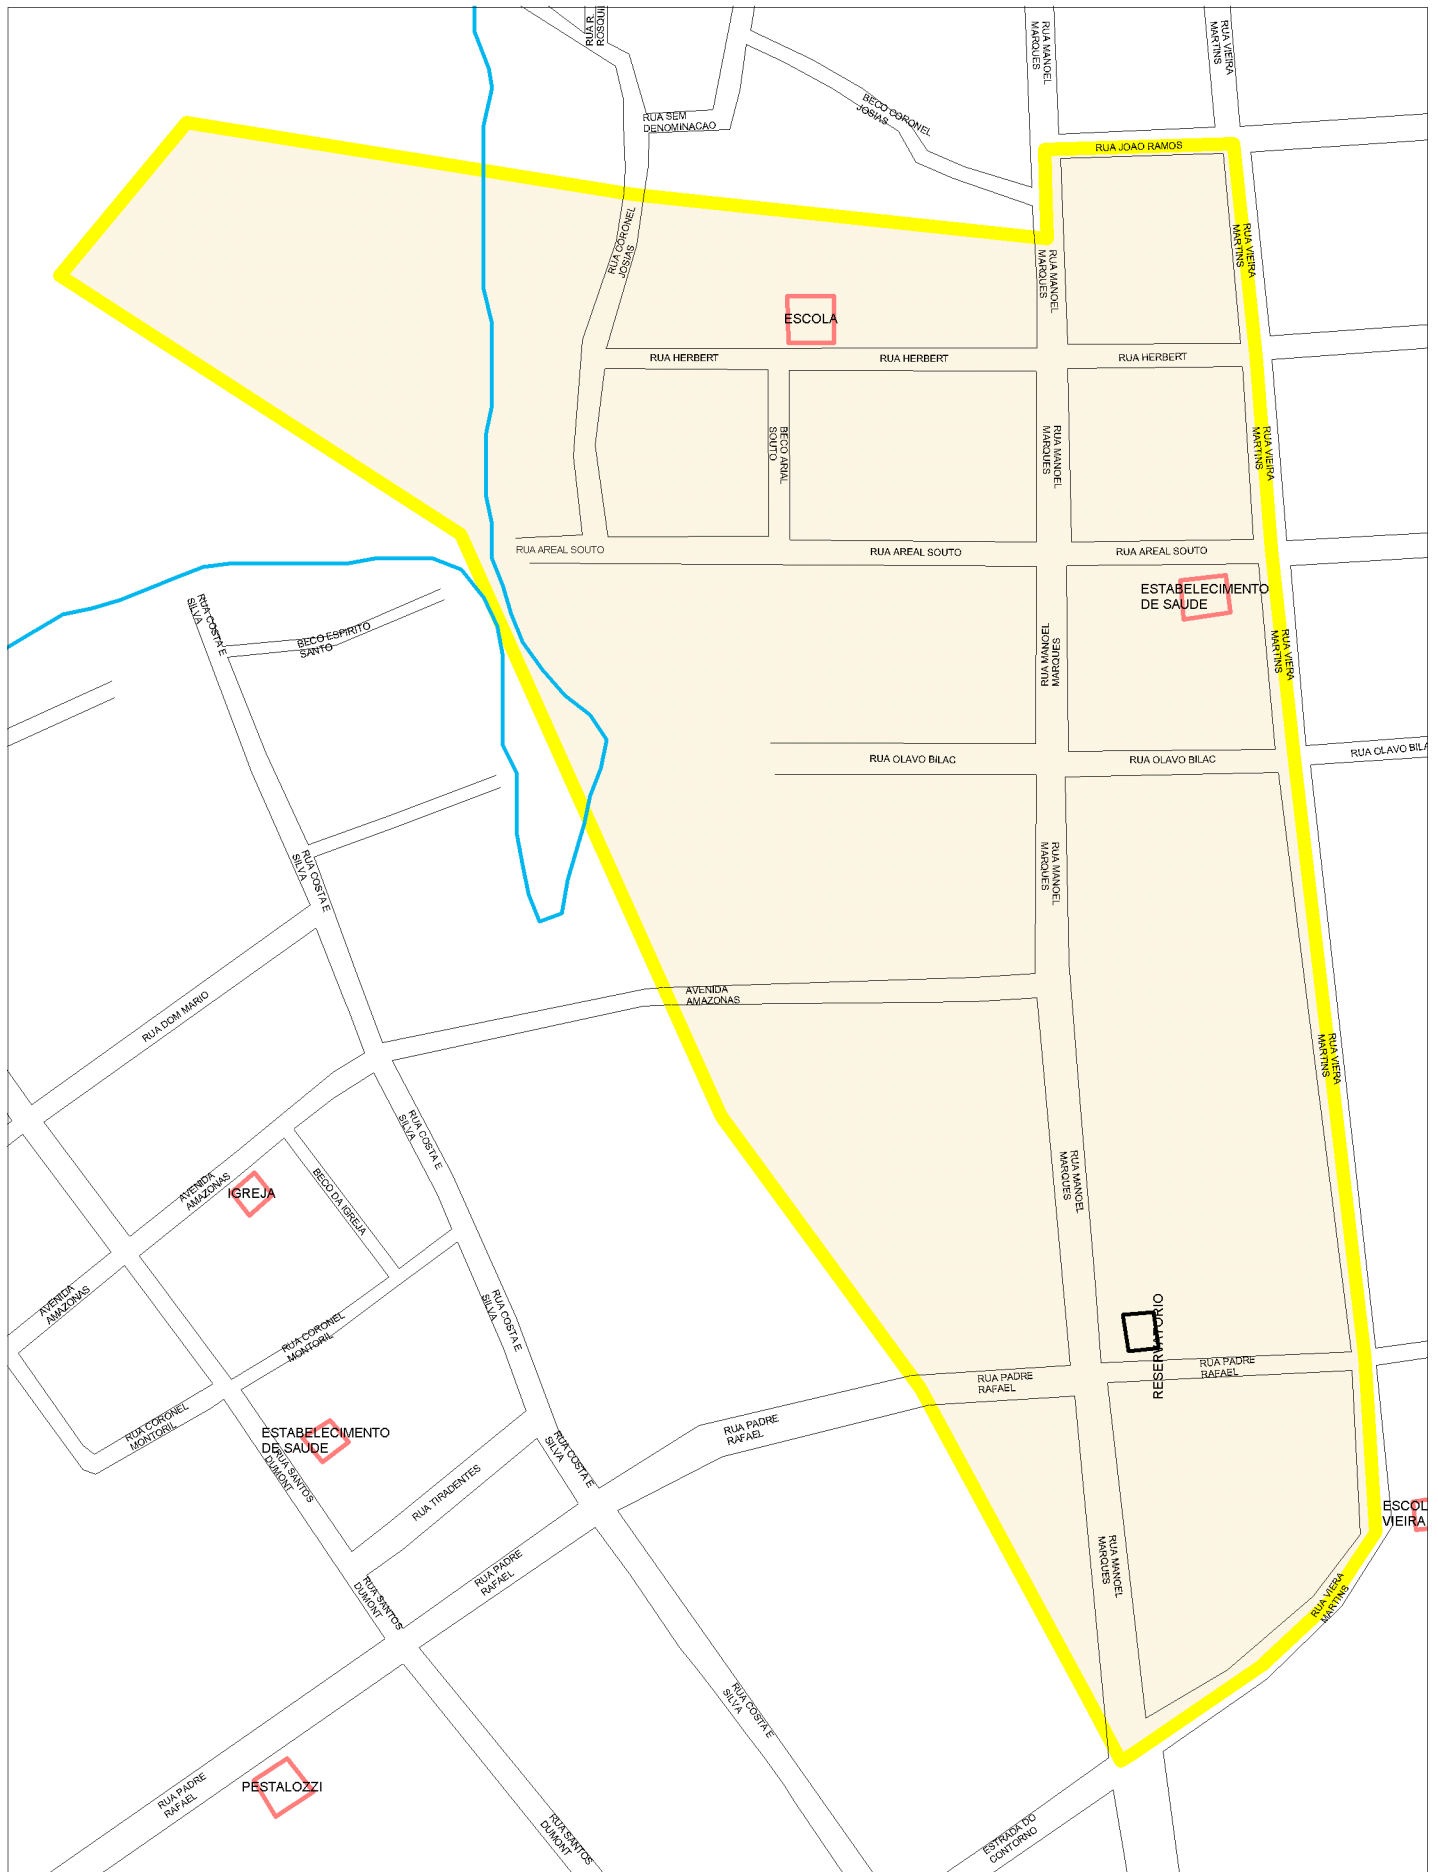 RUA R.
ROSQUI
RUA MANOEL
MARQUES
RUA VIEIRA
MARTINS
RUA SEM
DENOMINACAO
BECO CORONEL
JOSIAS
RUA JOAO RAMOS
RUA CORONEL
JOSIAS
RUA MANOEL
MARQUES
RUA VIEIRA
MARTINS
ESCOLA
RUA HERBERT
RUA HERBERT
RUA HERBERT
BECO ARIAL
SOUTO
RUA MANOEL
MARQUES
RUA VIEIRA
MARTINS
RUA AREAL SOUTO
RUA AREAL SOUTO
RUA AREAL SOUTO
ESTABELECIMENTO
DE SAUDE
RUA COSTA E
SILVA
BECO ESPIRITO
SANTO
RUA MANOEL
MARQUES
RUA VIERA
MARTINS
RUA OLAVO BILAC
RUA OLAVO BILAC
RUA OLAVO BILA
RUA COSTA E
SILVA
RUA MANOEL
MARQUES
AVENIDA
AMAZONAS
RUA DOM MARIO
RUA VIERA
MARTINS
RUA COSTA E
SILVA
AVENIDA
AMAZONAS
IGREJA
BECO DA IGREJA
RUA MANOEL
MARQUES
AVENIDA
AMAZONAS
RUA CORONEL
MONTORIL
RUA COSTA E
SILVA
RESERVATORIO
RUA PADRE
RAFAEL
RUA PADRE
RAFAEL
RUA CORONEL
MONTORIL
ESTABELECIMENTO
DE SAUDE
RUA SANTOS
DUMONT
RUA PADRE
RAFAEL
RUA COSTA E
SILVA
RUA TIRADENTES
ESCOL
VIEIRA
RUA PADRE
RAFAEL
RUA SANTOS
DUMONT
RUA MANOEL
MARQUES
RUA VIERA
MARTINS
RUA COSTA E
SILVA
PESTALOZZI
RUA PADRE
RAFAEL
RUA SANTOS
DUMONT
ESTRADA DO
CONTORNO